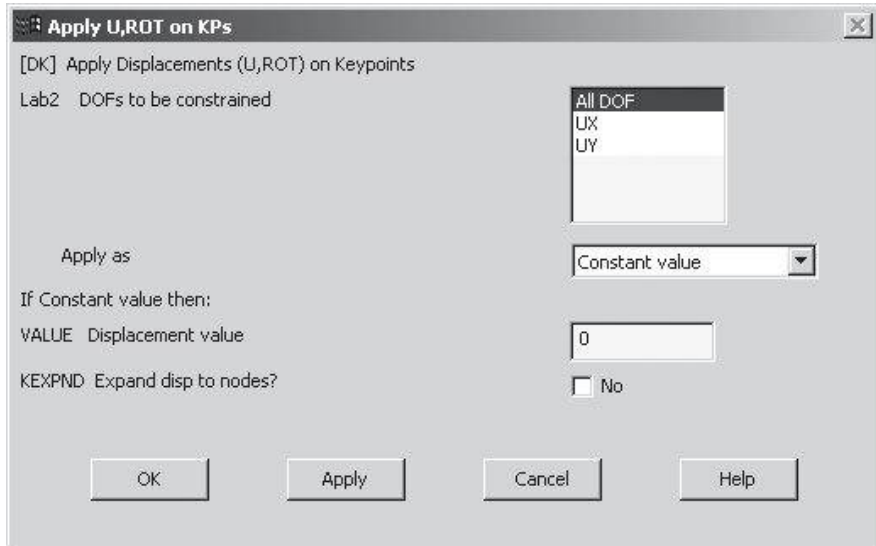 Apply U,ROT on KPs
[DK] Apply Displacements (U,ROT) on Keypoints
Lab2 DOFs to be constrained
All DOF
UX
UY
Apply as
Constant value
If Constant value then:
VALUE Displacement value
0
KEXPND Expand disp to nodes?
No
OK
Apply
Cancel
Help